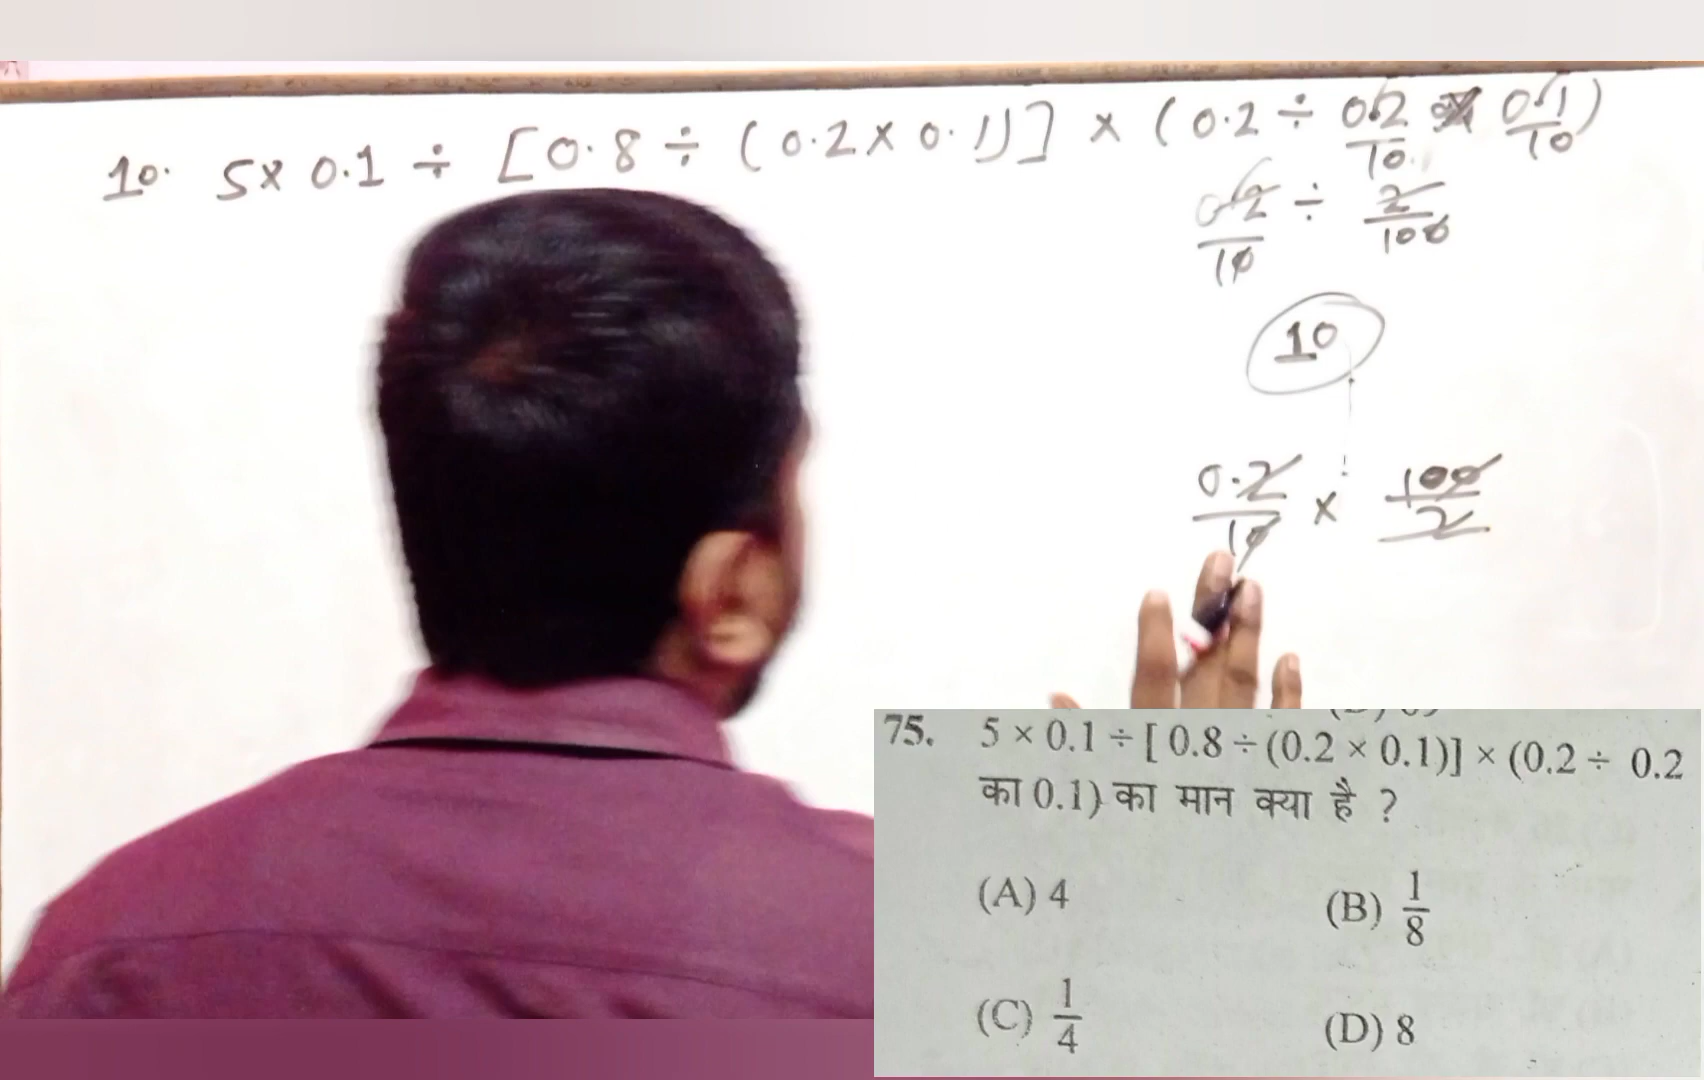 10. 5 × 0.1 ÷ [0.8 ÷ (0.2 × 0.1)] × (0.2 ÷ 0.2/10 × 0.1/10)
0.2/10 ÷ 2/100
10
0.2/10 × 100/2
75. 5 × 0.1 ÷ [ 0.8 ÷ (0.2 × 0.1)] × (0.2 ÷ 0.2
का 0.1) का मान क्या है ?
(A) 4 (B) 1/8
(C) 1/4 (D) 8